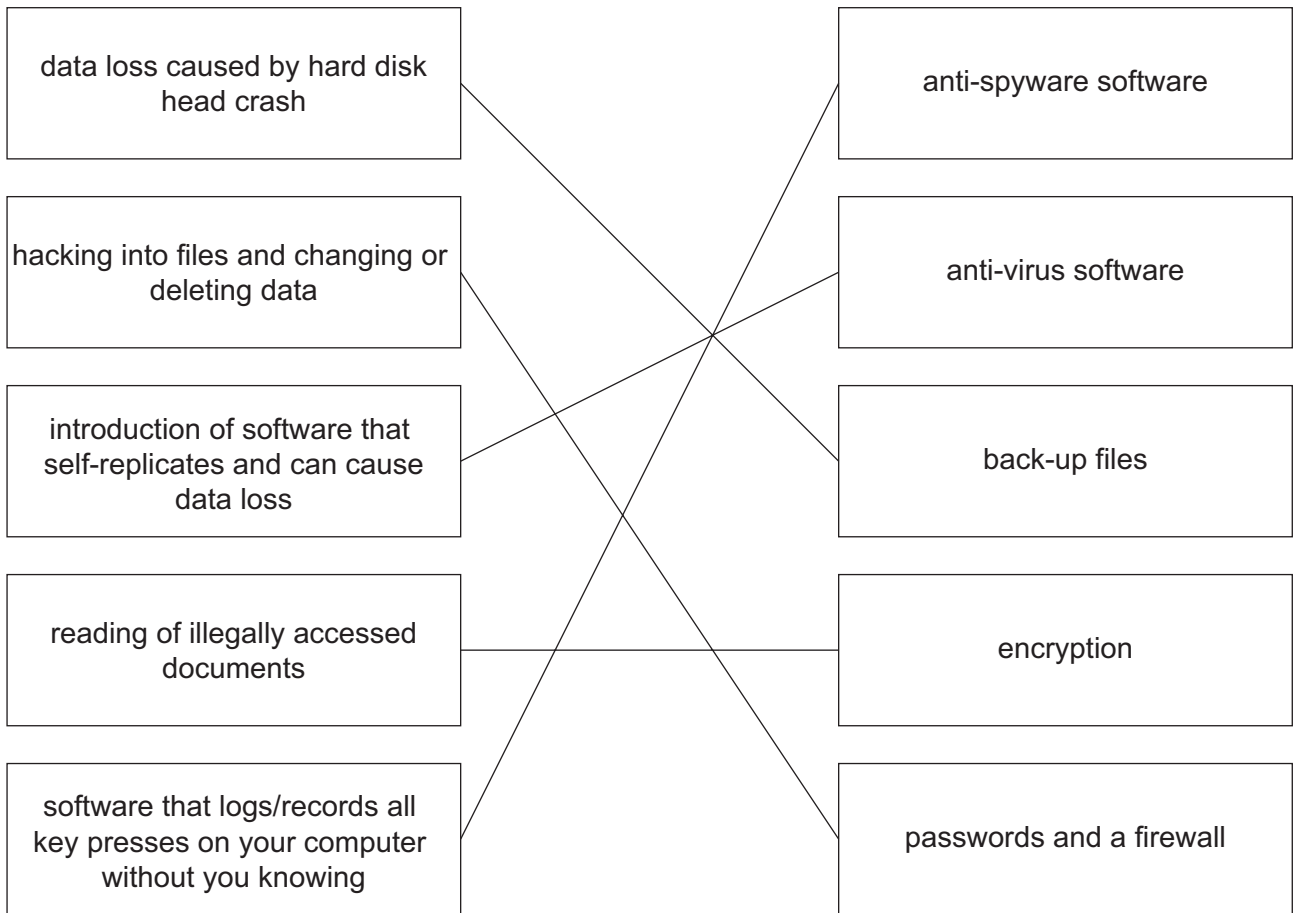 data loss caused by hard disk
head crash
anti-spyware software
hacking into files and changing or
deleting data
anti-virus software
introduction of software that
self-replicates and can cause
data loss
back-up files
reading of illegally accessed
documents
encryption
software that logs/records all
key presses on your computer
without you knowing
passwords and a firewall